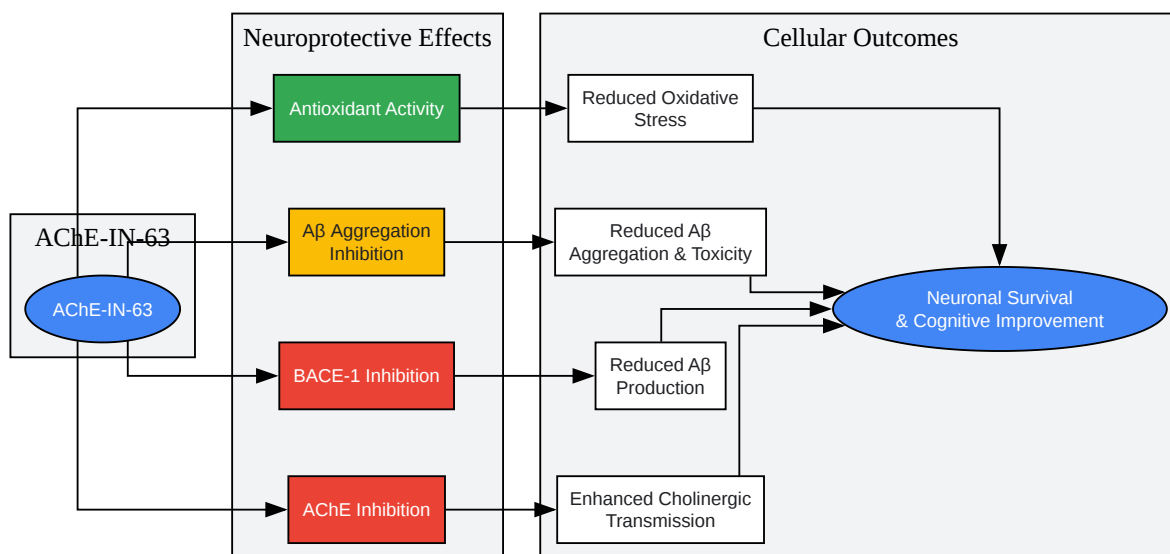 Neuroprotective Effects
Cellular Outcomes
Antioxidant Activity
Reduced Oxidative
Stress
AChE-IN-63
AChE-IN-63
Aβ Aggregation
Inhibition
Reduced Aβ
Aggregation & Toxicity
Neuronal Survival
& Cognitive Improvement
BACE-1 Inhibition
Reduced Aβ
Production
AChE Inhibition
Enhanced Cholinergic
Transmission